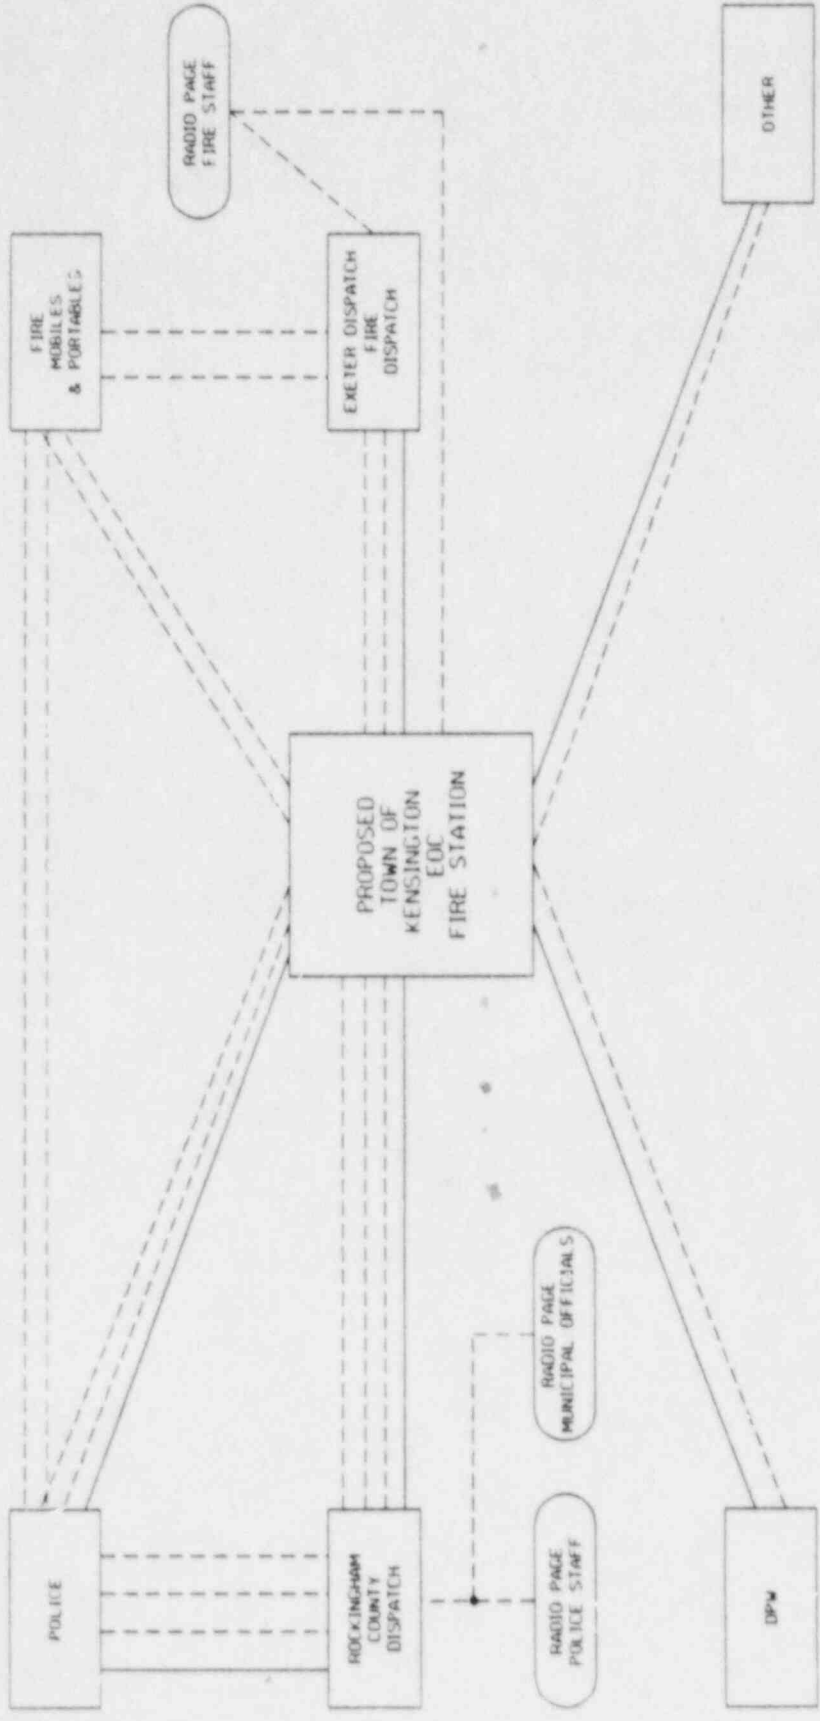 POLICE
FIRE
MOBILES
& PORTABLES
RADIO PAGE
FIRE STAFF
ROCKINGHAM
COUNTY
DISPATCH
PROPOSED
TOWN OF
KENSINGTON
EOC
FIRE STATION
EXETER DISPATCH
FIRE
DISPATCH
RADIO PAGE
POLICE STAFF
RADIO PAGE
MUNICIPAL OFFICIALS
DPW
OTHER